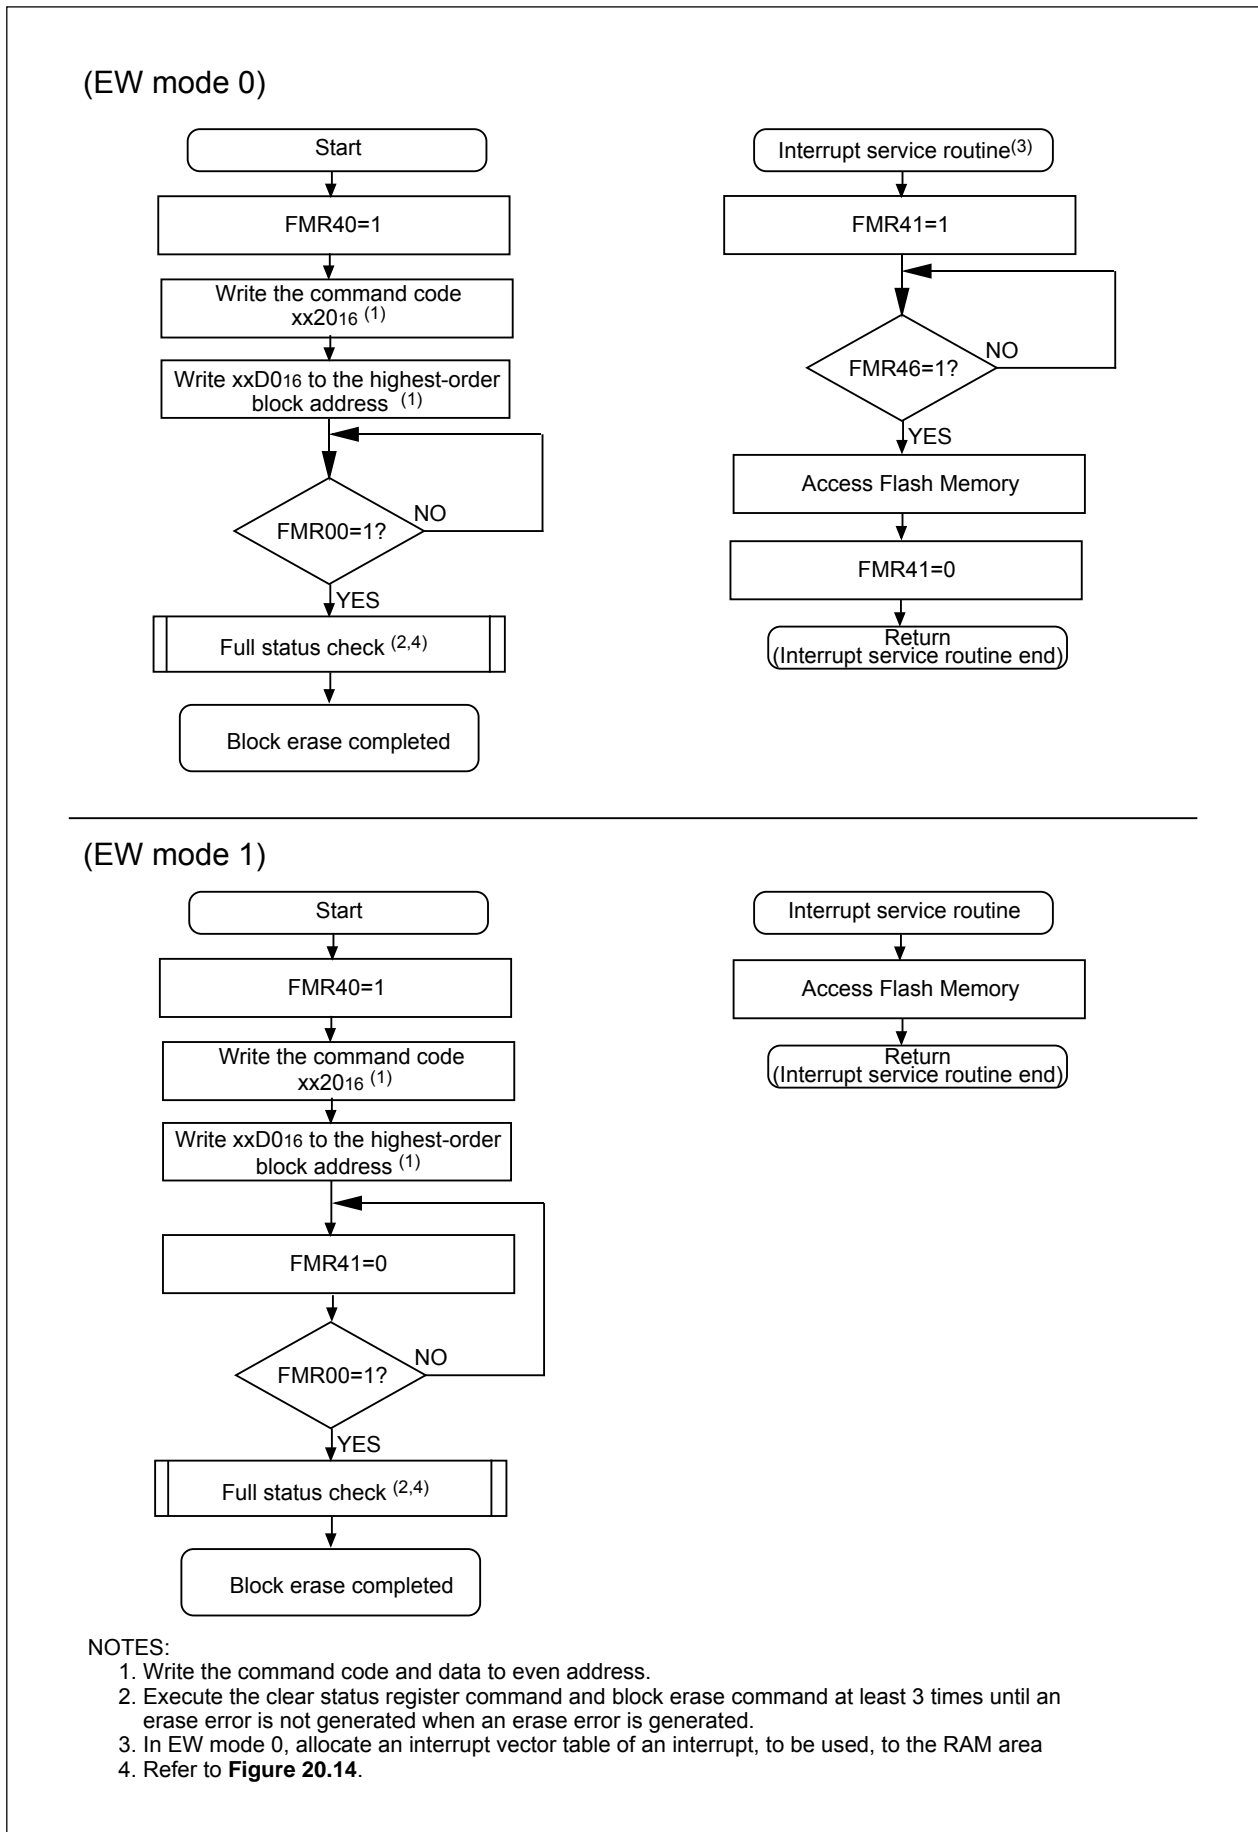 (EW mode 0)
Start
FMR40=1
Write the command code
xx2016 (1)
Write xxD016 to the highest-order
block address (1)
FMR00=1?
NO
YES
Full status check (2,4)
Block erase completed
Interrupt service routine(3)
FMR41=1
FMR46=1?
NO
YES
Access Flash Memory
FMR41=0
Return
(Interrupt service routine end)
(EW mode 1)
Start
FMR40=1
Write the command code
xx2016 (1)
Write xxD016 to the highest-order
block address (1)
FMR41=0
FMR00=1?
NO
YES
Full status check (2,4)
Block erase completed
Interrupt service routine
Access Flash Memory
Return
(Interrupt service routine end)
NOTES:
1. Write the command code and data to even address.
2. Execute the clear status register command and block erase command at least 3 times until an
erase error is not generated when an erase error is generated.
3. In EW mode 0, allocate an interrupt vector table of an interrupt, to be used, to the RAM area
4. Refer to Figure 20.14.